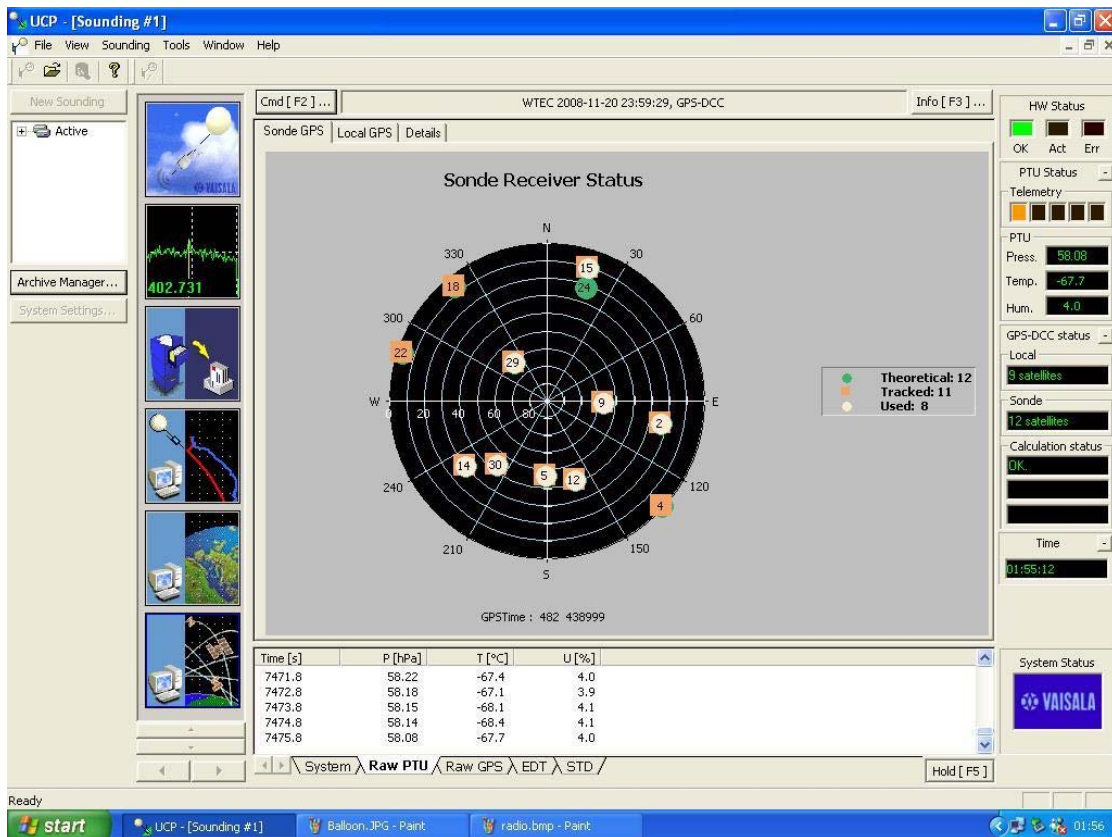 UCP - [Sounding #1]
File View Sounding Tools Window Help
New Sounding
Active
Archive Manager...
System Settings...
VAISALA
402.731
Cmd [ F2 ] ...
WTEC 2008-11-20 23:59:29, GPS-DCC
Info [ F3 ] ...
Sonde GPS Local GPS Details
Sonde Receiver Status
N
330 30
15
24
18
300 60
22
29
W 0 20 40 60 80 9 E
2
14 30 5 12
240 120
4
210 150
S
Theoretical: 12
Tracked: 11
Used: 8
GPSTime : 482 438999
HW Status
OK Act Err
PTU Status -
Telemetry
PTU
Press. 58.08
Temp. -67.7
Hum. 4.0
GPS-DCC status -
Local
9 satellites
Sonde
12 satellites
Calculation status
OK.
Time -
01:55:12
Time [s] P [hPa] T [°C] U [%]
7471.8 58.22 -67.4 4.0
7472.8 58.18 -67.1 3.9
7473.8 58.15 -68.1 4.1
7474.8 58.14 -68.4 4.1
7475.8 58.08 -67.7 4.0
System Raw PTU Raw GPS EDT STD
Hold [ F5 ]
System Status
VAISALA
Ready
start
UCP - [Sounding #1]
Balloon.JPG - Paint
radio.bmp - Paint
01:56